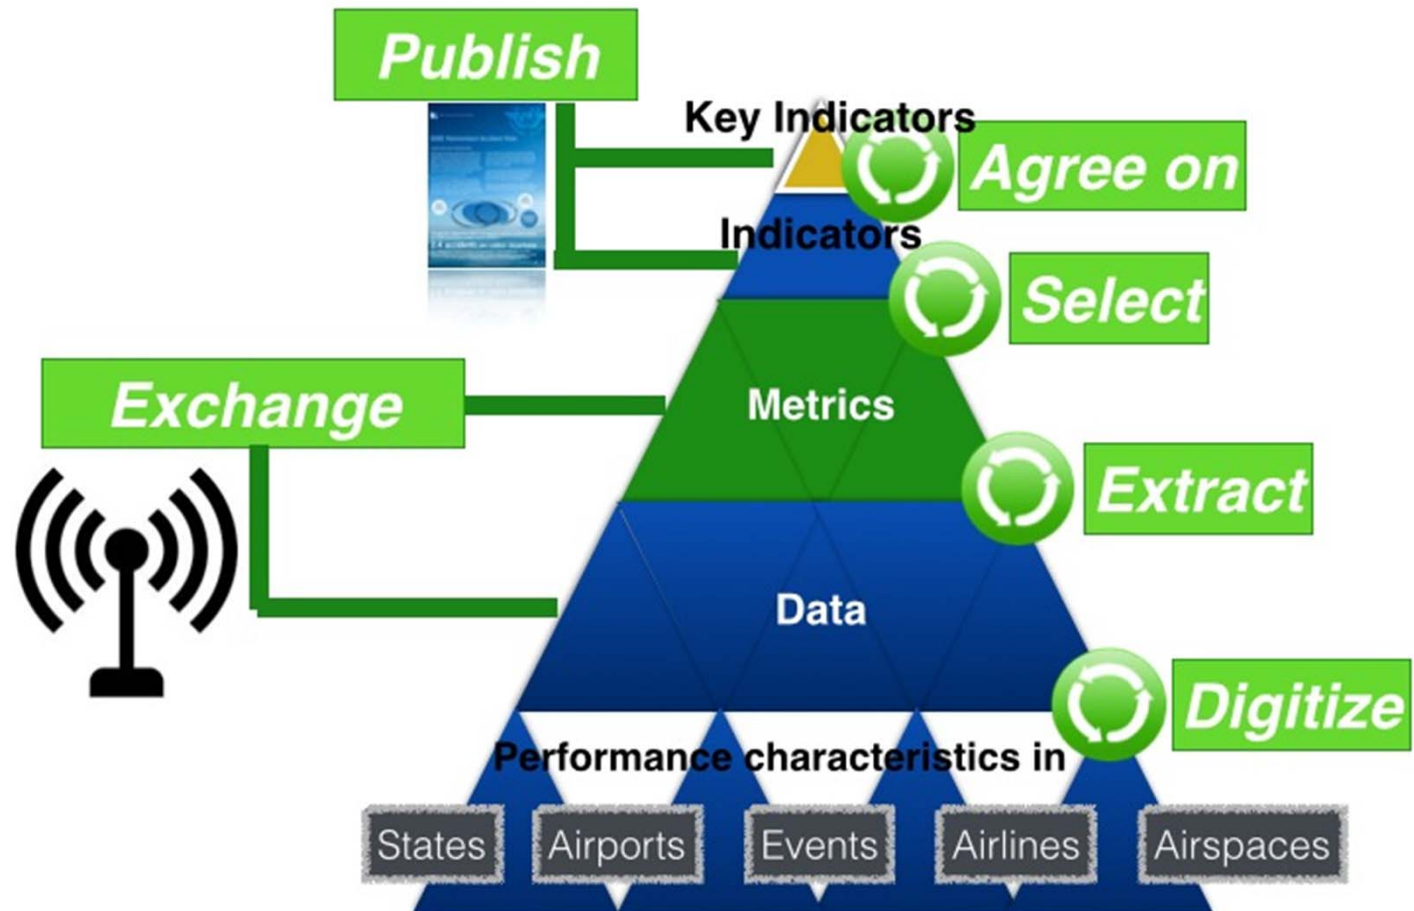 Publish
Key Indicators
Agree on
Indicators
Select
Exchange
Metrics
Extract
Data
Digitize
Performance characteristics in
States
Airports
Events
Airlines
Airspaces